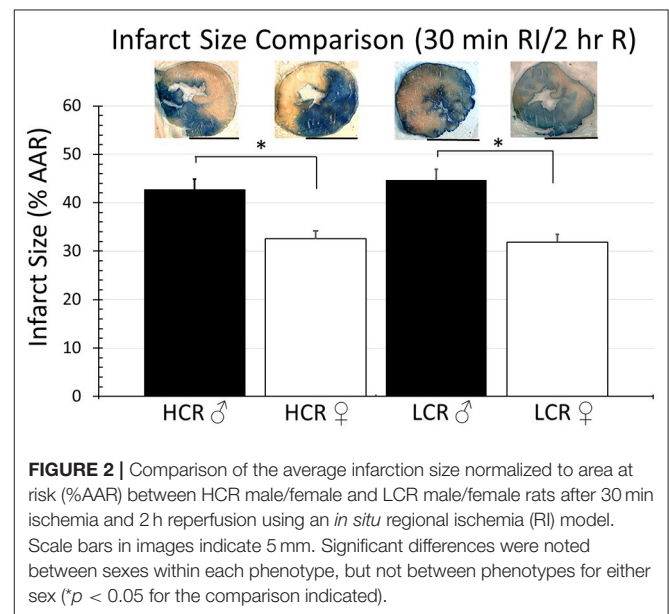 Infarct Size Comparison (30 min RI/2 hr R)
Infarct Size (% AAR)
60
50
40
30
20
10
0
*
*
HCR ♂
HCR ♀
LCR ♂
LCR ♀
FIGURE 2 | Comparison of the average infarction size normalized to area at
risk (%AAR) between HCR male/female and LCR male/female rats after 30 min
ischemia and 2 h reperfusion using an in situ regional ischemia (RI) model.
Scale bars in images indicate 5 mm. Significant differences were noted
between sexes within each phenotype, but not between phenotypes for either
sex (*p < 0.05 for the comparison indicated).